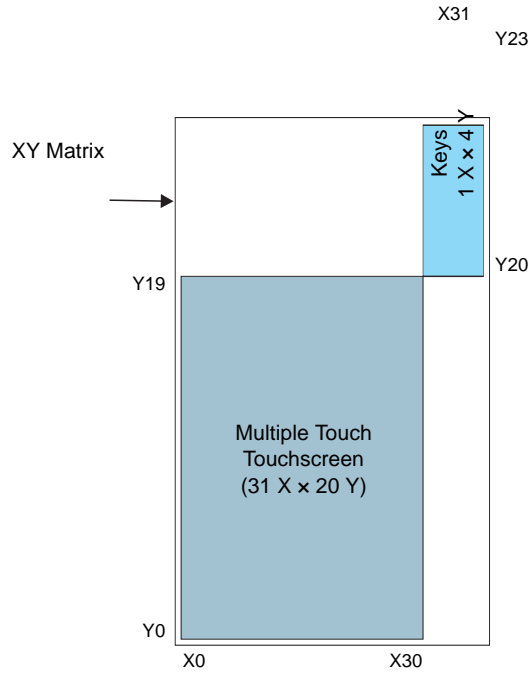 X31
Y23
XY Matrix
Keys
1 X × 4 Y
Y19
Y20
Multiple Touch
Touchscreen
(31 X × 20 Y)
Y0
X0
X30